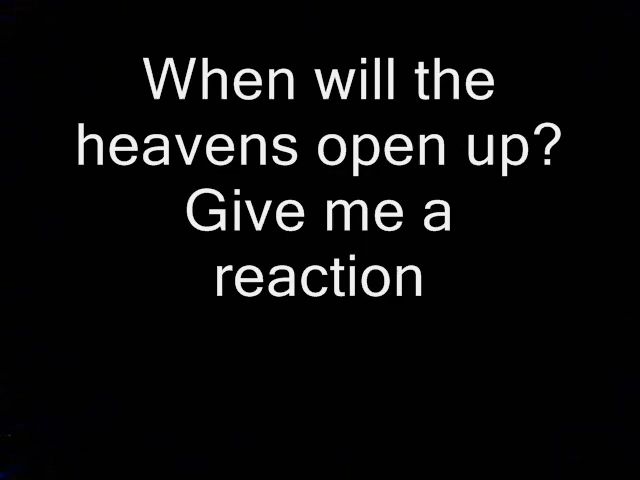 When will the
heavens open up?
Give me a
reaction